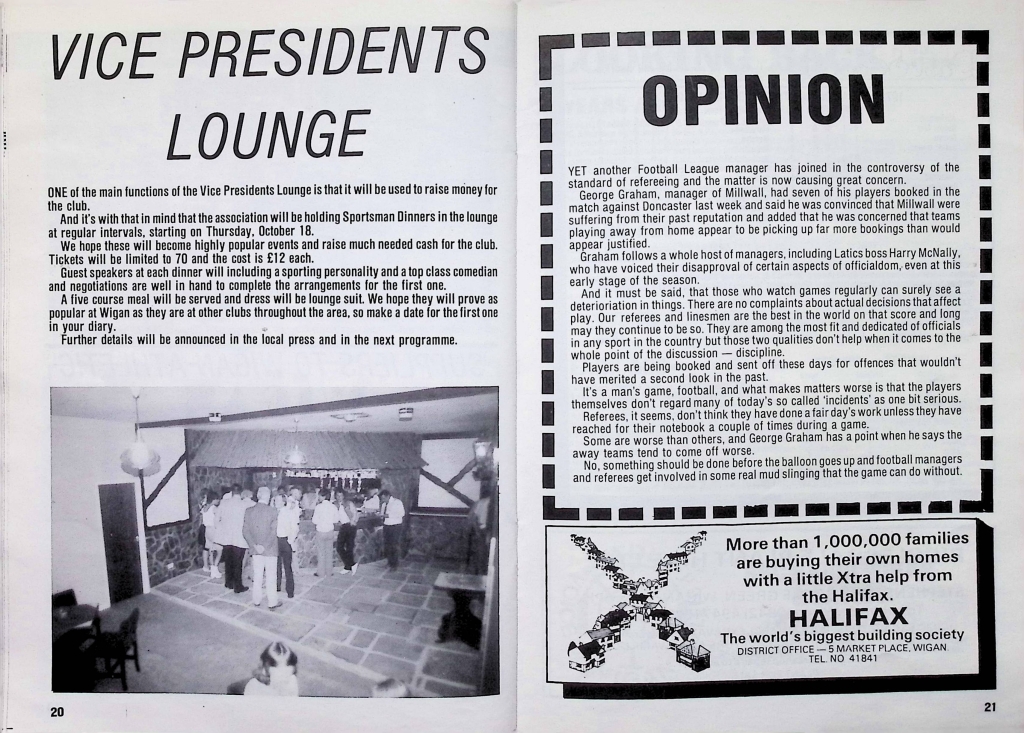 VICE PRESIDENTS
LOUNGE
ONE of the main functions of the Vice Presidents Lounge is that it will be used to raise money for
the club.
And it's with that in mind that the association will be holding Sportsman Dinners in the lounge
at regular intervals, starting on Thursday, October 18.
We hope these will become highly popular events and raise much needed cash for the club.
Tickets will be limited to 70 and the cost is £12 each.
Guest speakers at each dinner will including a sporting personality and a top class comedian
and negotiations are well in hand to complete the arrangements for the first one.
A five course meal will be served and dress will be lounge suit. We hope they will prove as
popular at Wigan as they are at other clubs throughout the area, so make a date for the first one
in your diary.
Further details will be announced in the local press and in the next programme.
20
OPINION
YET another Football League manager has joined in the controversy of the
standard of refereeing and the matter is now causing great concern.
George Graham, manager of Millwall, had seven of his players booked in the
match against Doncaster last week and said he was convinced that Millwall were
suffering from their past reputation and added that he was concerned that teams
playing away from home appear to be picking up far more bookings than would
appear justified.
Graham follows a whole host of managers, including Latics boss Harry McNally,
who have voiced their disapproval of certain aspects of officialdom, even at this
early stage of the season.
And it must be said, that those who watch games regularly can surely see a
deterioriation in things. There are no complaints about actual decisions that affect
play. Our referees and linesmen are the best in the world on that score and long
may they continue to be so. They are among the most fit and dedicated of officials
in any sport in the country but those two qualities don't help when it comes to the
whole point of the discussion — discipline.
Players are being booked and sent off these days for offences that wouldn't
have merited a second look in the past.
It's a man's game, football, and what makes matters worse is that the players
themselves don't regard many of today's so called 'incidents' as one bit serious.
Referees, it seems, don't think they have done a fair day's work unless they have
reached for their notebook a couple of times during a game.
Some are worse than others, and George Graham has a point when he says the
away teams tend to come off worse.
No, something should be done before the balloon goes up and football managers
and referees get involved in some real mud slinging that the game can do without.
More than 1,000,000 families
are buying their own homes
with a little Xtra help from
the Halifax.
HALIFAX
The world's biggest building society
DISTRICT OFFICE — 5 MARKET PLACE, WIGAN.
TEL. NO 41841
21